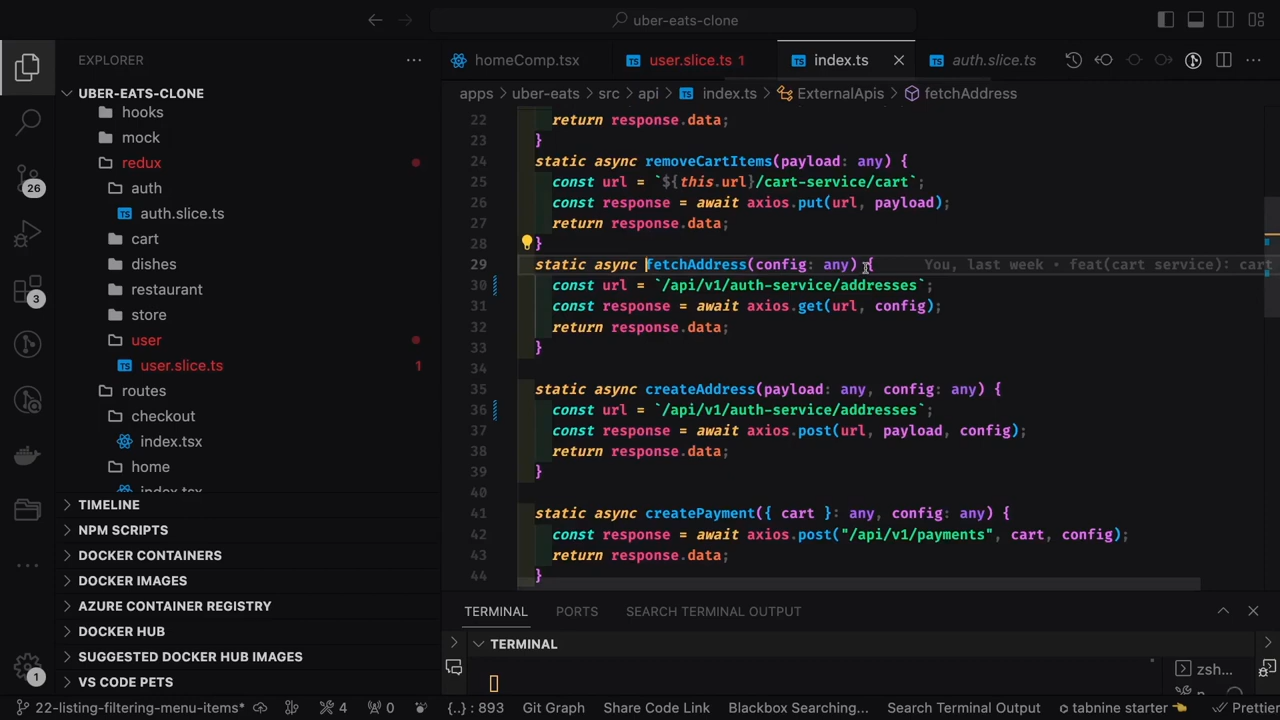 uber-eats-clone
EXPLORER
UBER-EATS-CLONE
hooks
mock
redux
auth
auth.slice.ts
cart
dishes
restaurant
store
user
user.slice.ts 1
routes
checkout
index.tsx
home
index.tsx
TIMELINE
NPM SCRIPTS
DOCKER CONTAINERS
DOCKER IMAGES
AZURE CONTAINER REGISTRY
DOCKER HUB
SUGGESTED DOCKER HUB IMAGES
VS CODE PETS
26
3
1
homeComp.tsx
TS user.slice.ts 1
TS index.ts
TS auth.slice.ts
apps > uber-eats > src > api > TS index.ts > ExternalApis > fetchAddress
22 return response.data;
23 }
24 static async removeCartItems(payload: any) {
25 const url = `${this.url}/cart-service/cart`;
26 const response = await axios.put(url, payload);
27 return response.data;
28 }
29 static async fetchAddress(config: any) { You, last week • feat(cart service): cart
30 const url = `/api/v1/auth-service/addresses`;
31 const response = await axios.get(url, config);
32 return response.data;
33 }
34
35 static async createAddress(payload: any, config: any) {
36 const url = `/api/v1/auth-service/addresses`;
37 const response = await axios.post(url, payload, config);
38 return response.data;
39 }
40
41 static async createPayment({ cart }: any, config: any) {
42 const response = await axios.post("/api/v1/payments", cart, config);
43 return response.data;
44 }
TERMINAL PORTS SEARCH TERMINAL OUTPUT
TERMINAL
zsh...
22-listing-filtering-menu-items* 4 0 {..} : 893 Git Graph Share Code Link Blackbox Searching... Search Terminal Output tabnine starter Prettier